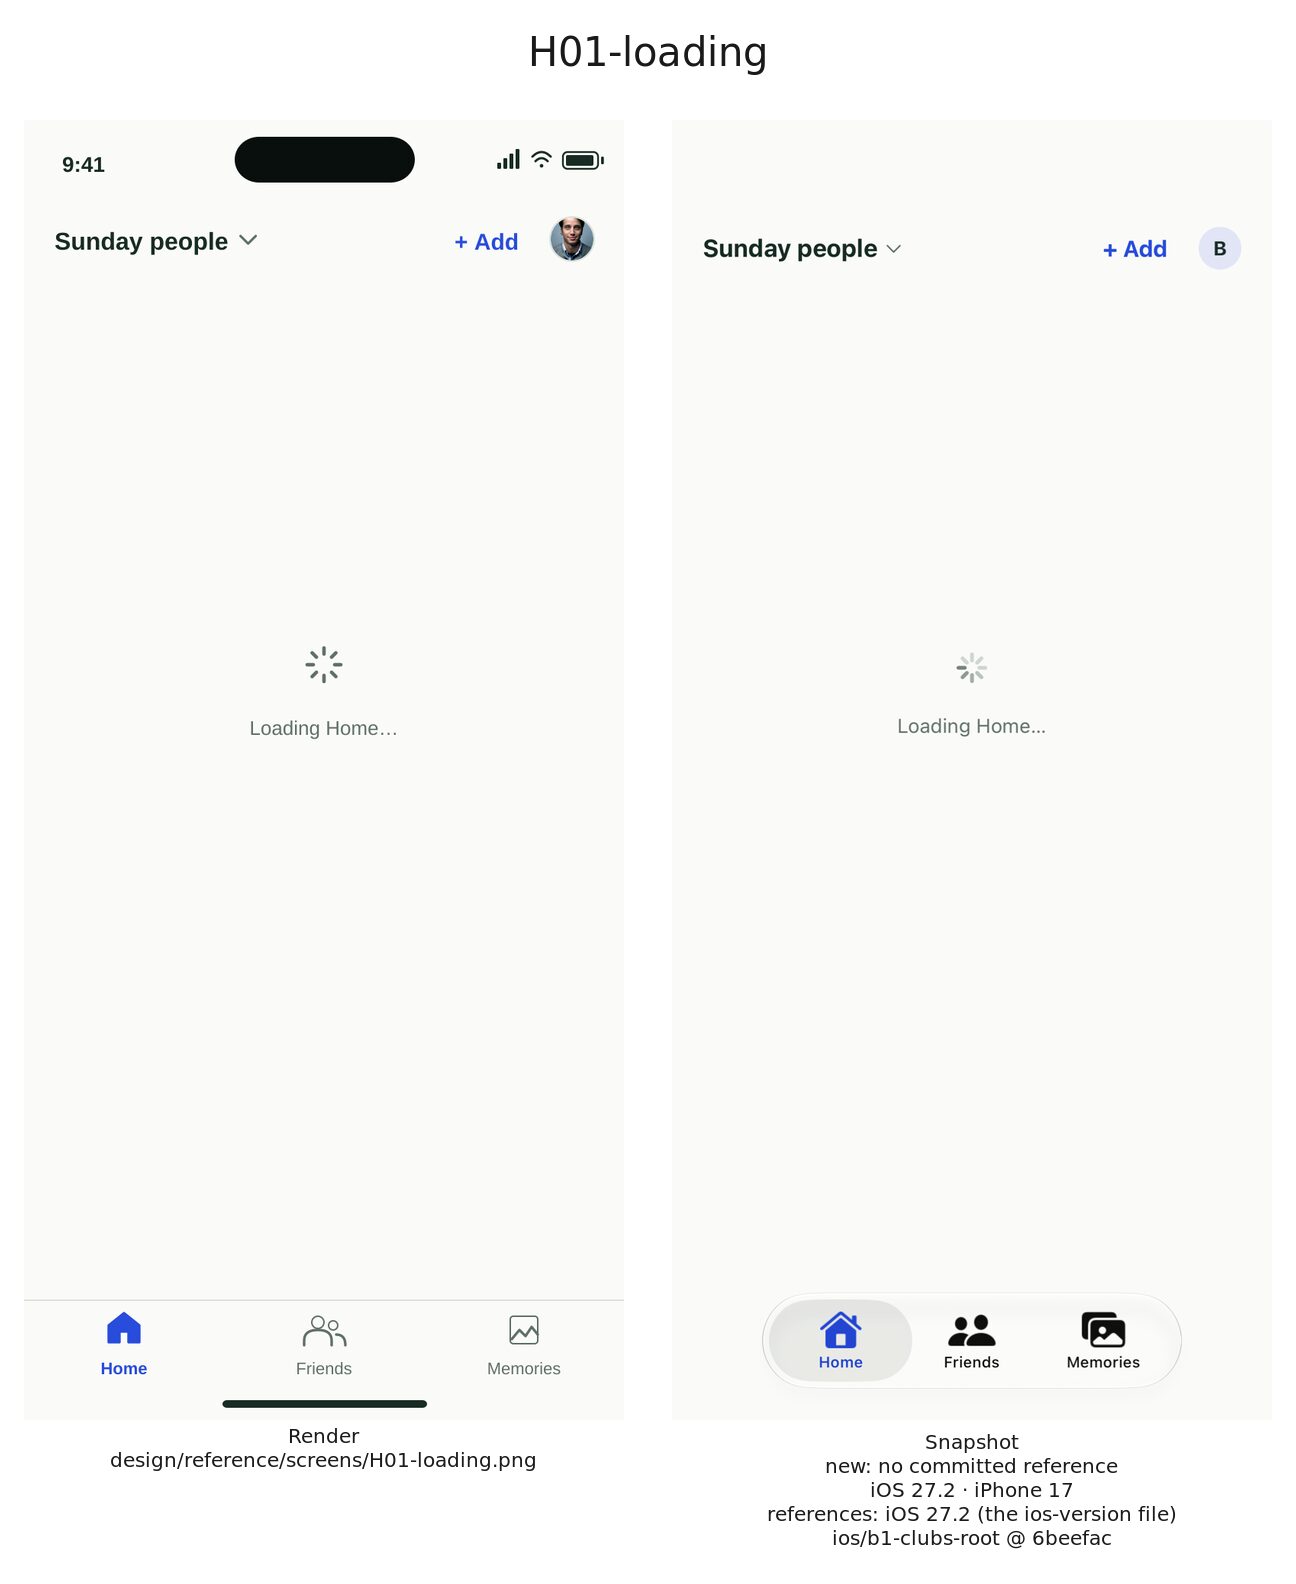 H01-loading
9:41
Sunday people
+ Add
Loading Home...
Home
Friends
Memories
Render
design/reference/screens/H01-loading.png
Sunday people
+ Add
B
Loading Home...
Home
Friends
Memories
Snapshot
new: no committed reference
iOS 27.2 · iPhone 17
references: iOS 27.2 (the ios-version file)
ios/b1-clubs-root @ 6beefac